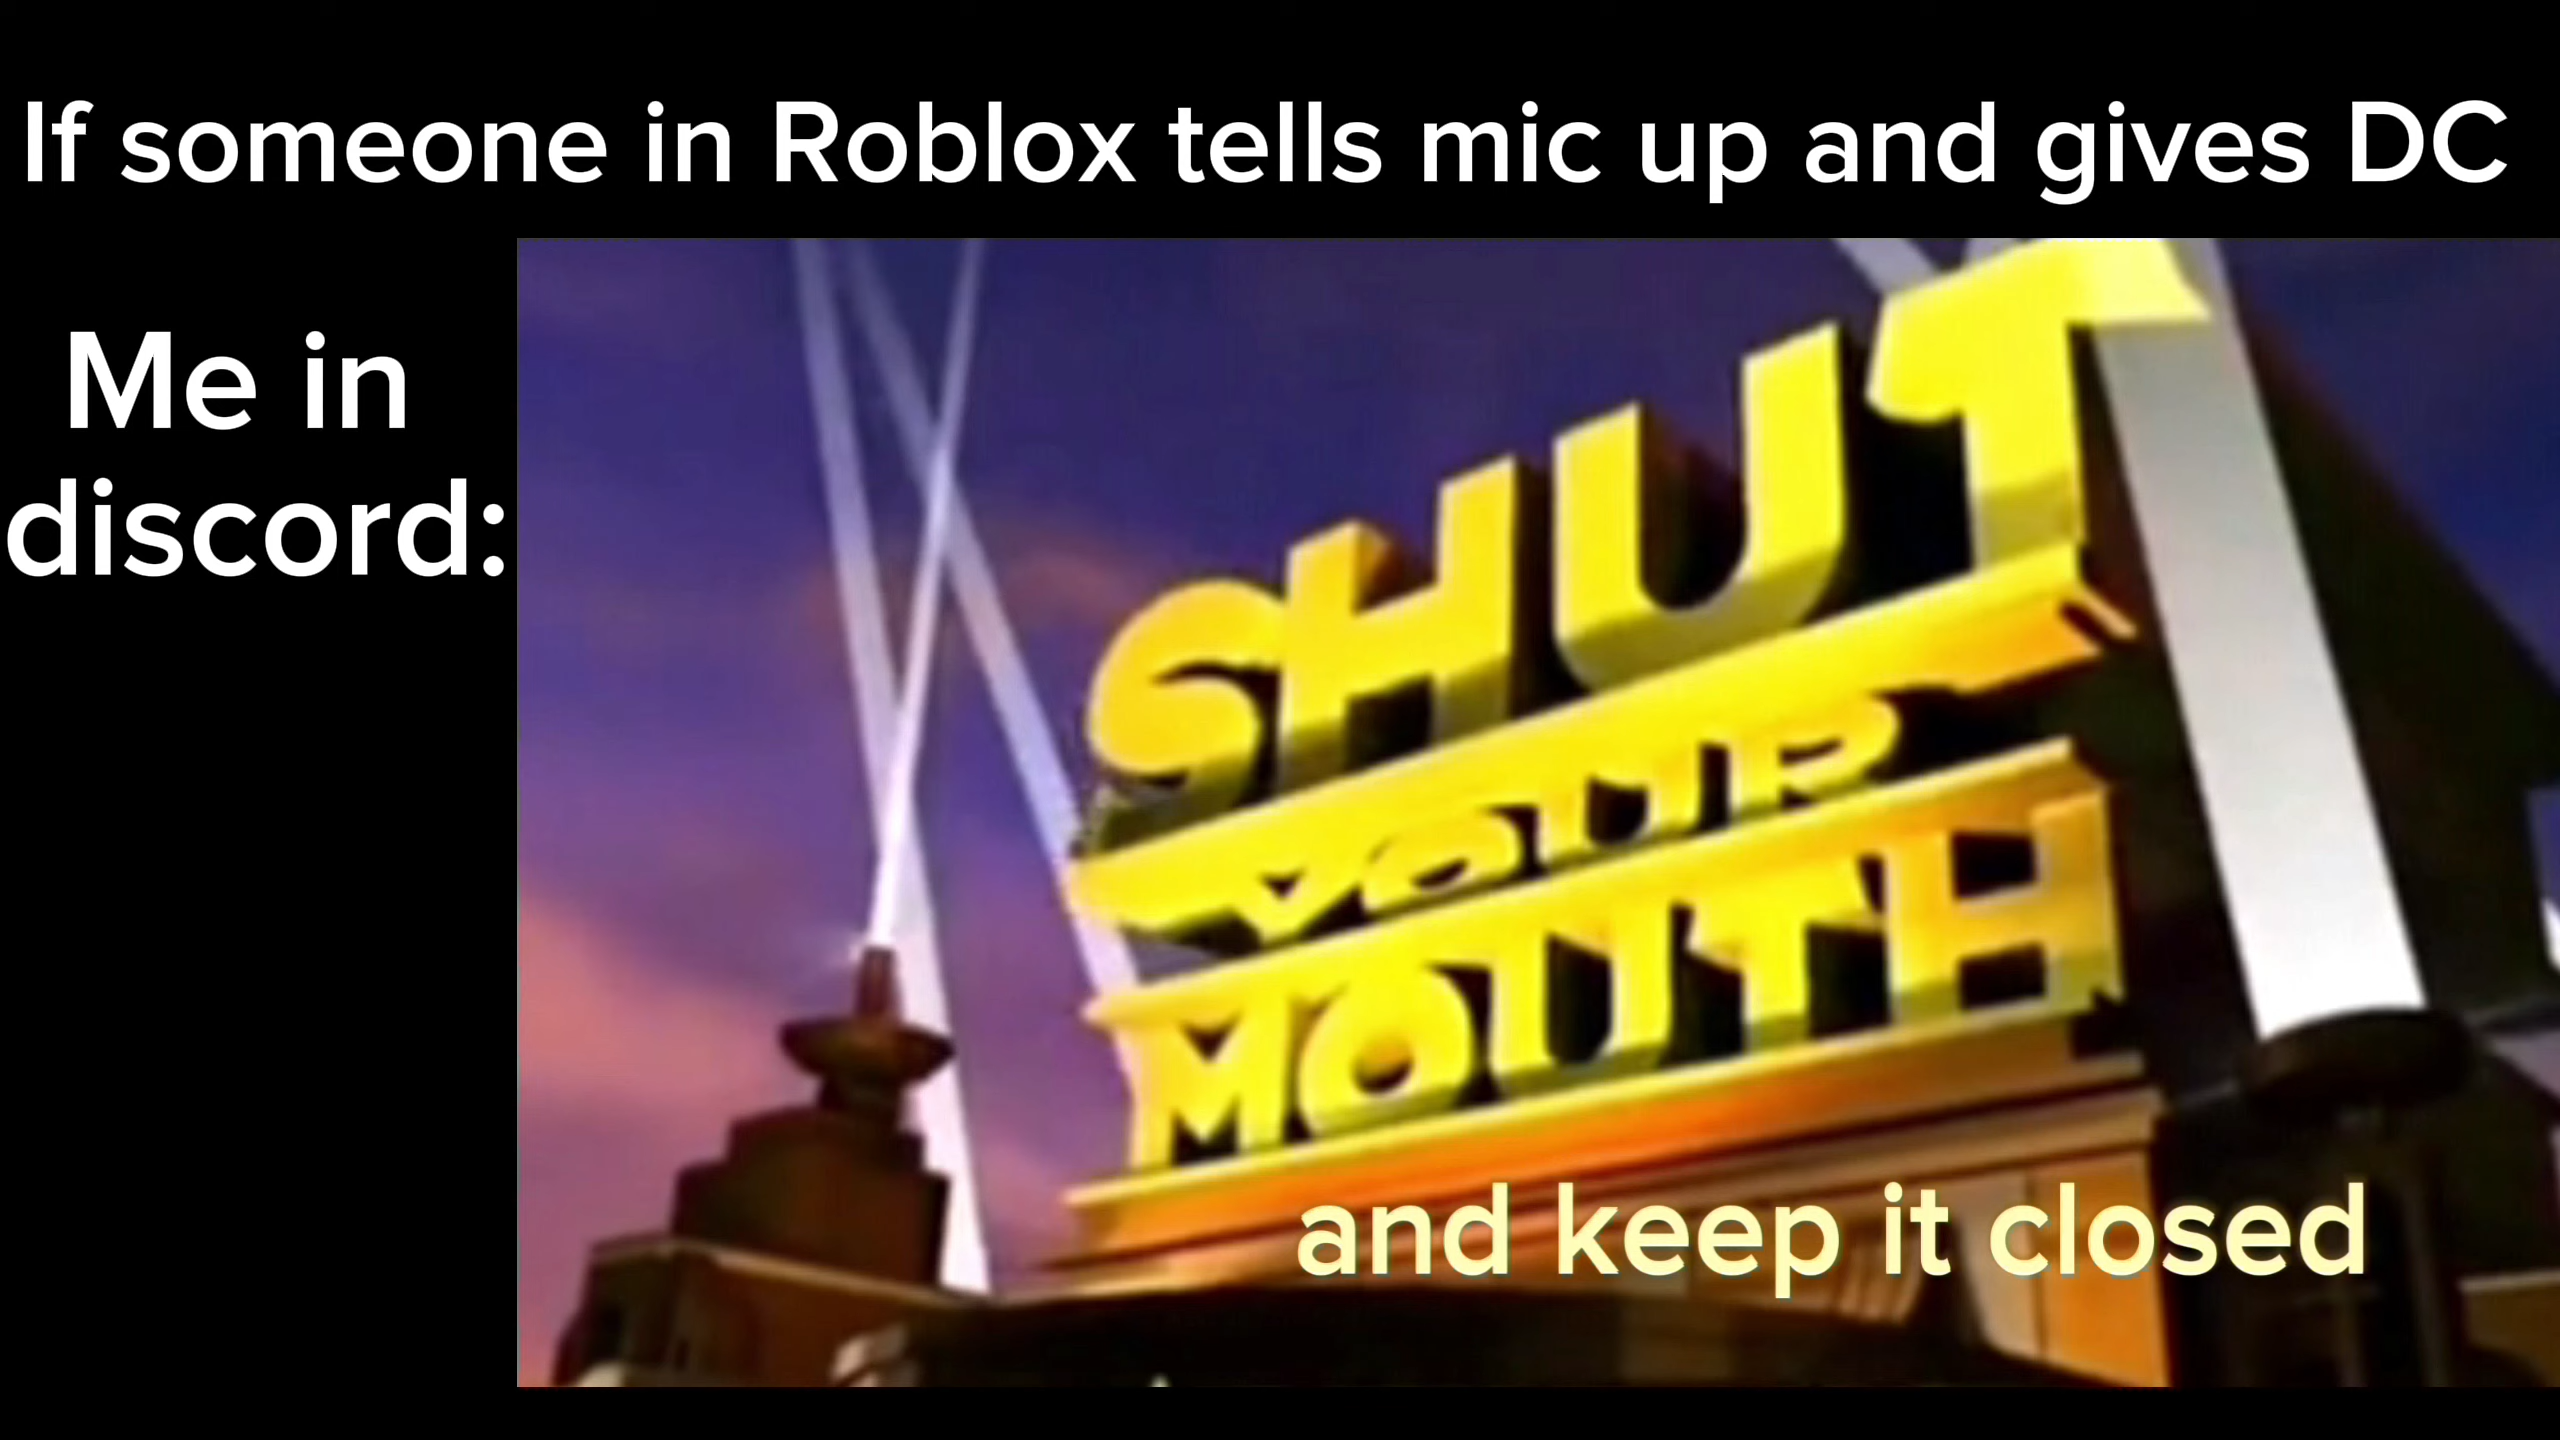 If someone in Roblox tells mic up and gives DC
Me in
discord:
SHUT
YOUR
MOUTH
and keep it closed